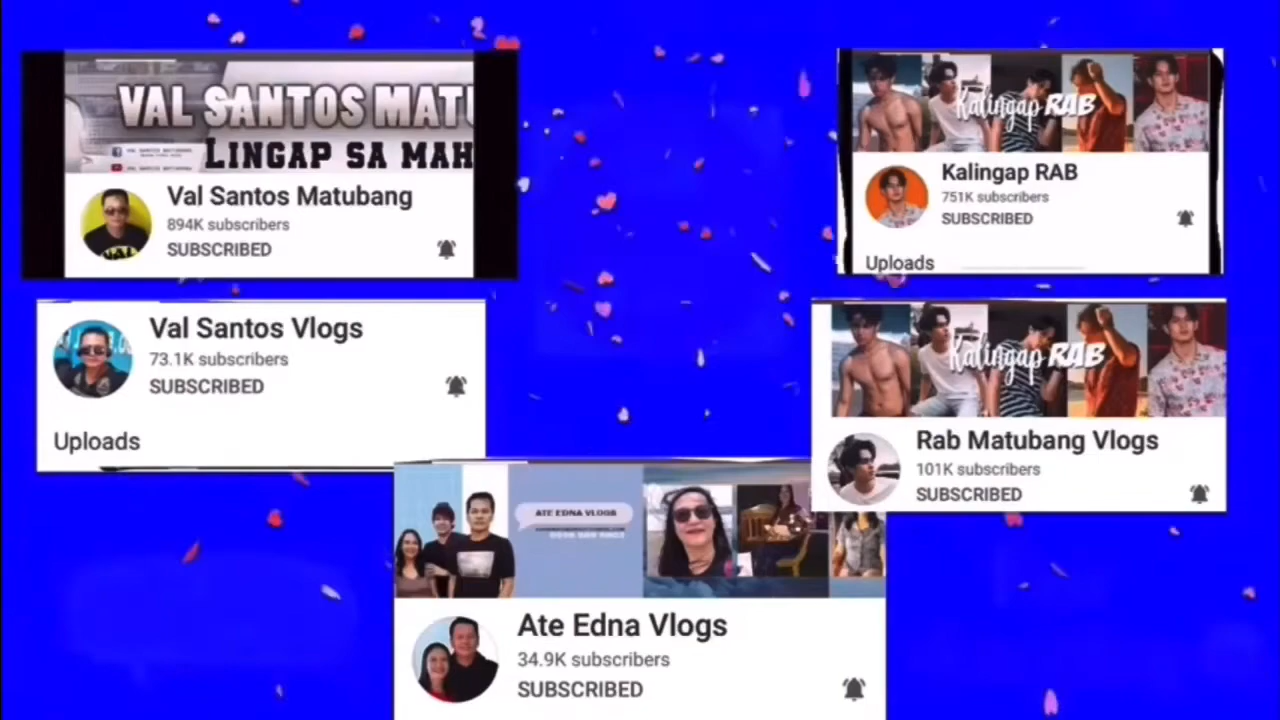 VAL SANTOS MATU
LINGAP SA MAH
Val Santos Matubang
894K subscribers
SUBSCRIBED
Kalingap RAB
Kalingap RAB
751K subscribers
SUBSCRIBED
Uploads
Val Santos Vlogs
73.1K subscribers
SUBSCRIBED
Uploads
Kalingap RAB
Rab Matubang Vlogs
101K subscribers
SUBSCRIBED
ATE EDNA VLOGS
Ate Edna Vlogs
34.9K subscribers
SUBSCRIBED